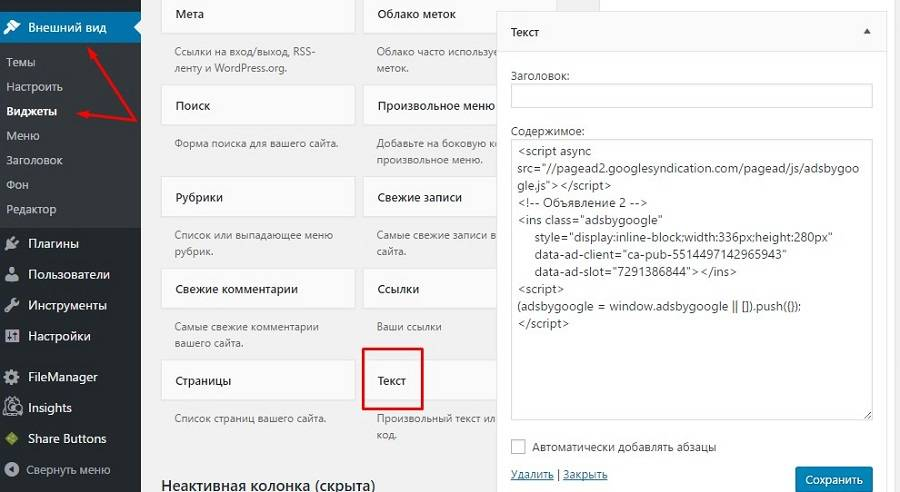 Внешний вид
Темы
Настроить
Виджеты
Меню
Заголовок
Фон
Редактор
Плагины
Пользователи
Инструменты
Настройки
FileManager
Insights
Share Buttons
Свернуть меню
Мета
Ссылки на вход/выход, RSS-
ленту и WordPress.org.
Облако меток
Облако часто используе
меток.
Поиск
Форма поиска для вашего сайта.
Произвольное меню
Добавьте на боковую ко
произвольное меню.
Рубрики
Список или выпадающее меню
рубрик.
Свежие записи
Самые свежие записи в
сайта.
Свежие комментарии
Самые свежие комментарии
вашего сайта.
Ссылки
Ваши ссылки
Страницы
Список страниц вашего сайта.
Текст
Произвольный текст или
код.
Неактивная колонка (скрыта)
Текст
Заголовок:
Содержимое:
<script async
src="//pagead2.googlesyndication.com/pagead/js/adsbygoo
gle.js"></script>
<!-- Объявление 2 -->
<ins class="adsbygoogle"
style="display:inline-block;width:336px;height:280px"
data-ad-client="ca-pub-5514497142965943"
data-ad-slot="7291386844"></ins>
<script>
(adsbygoogle = window.adsbygoogle || []).push({});
</script>
Автоматически добавлять абзацы
Удалить | Закрыть
Сохранить